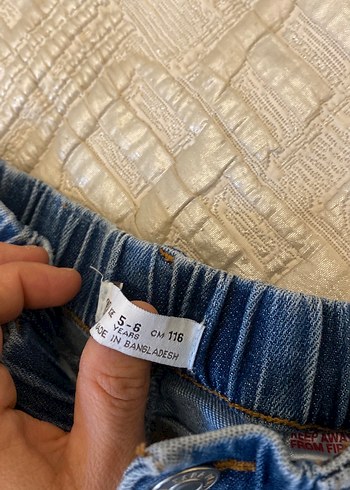 5-6
YEARS
CM 116
MADE IN BANGLADESH
KEEP AWAY
FROM FIRE